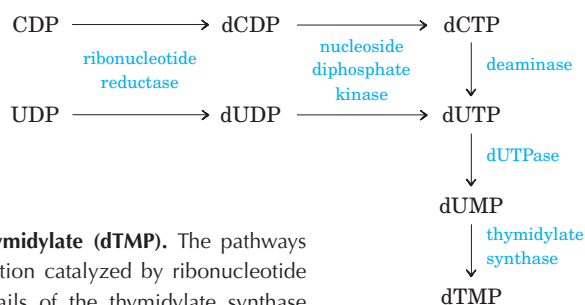 CDP dCDP dCTP
ribonucleotide
reductase
nucleoside
diphosphate
kinase
deaminase
UDP dUDP dUTP
dUTPase
dUMP
thymidylate
synthase
dTMP
ymidylate (dTMP). The pathways
tion catalyzed by ribonucleotide
ails of the thymidylate synthase